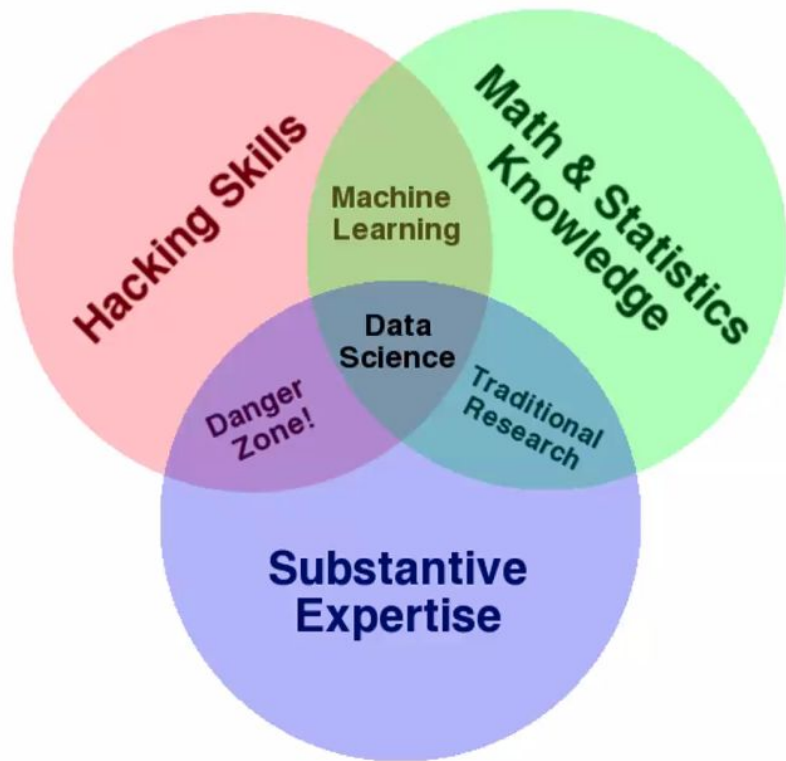 Hacking Skills
Math & Statistics
Knowledge
Machine
Learning
Data
Science
Danger
Zone!
Traditional
Research
Substantive
Expertise